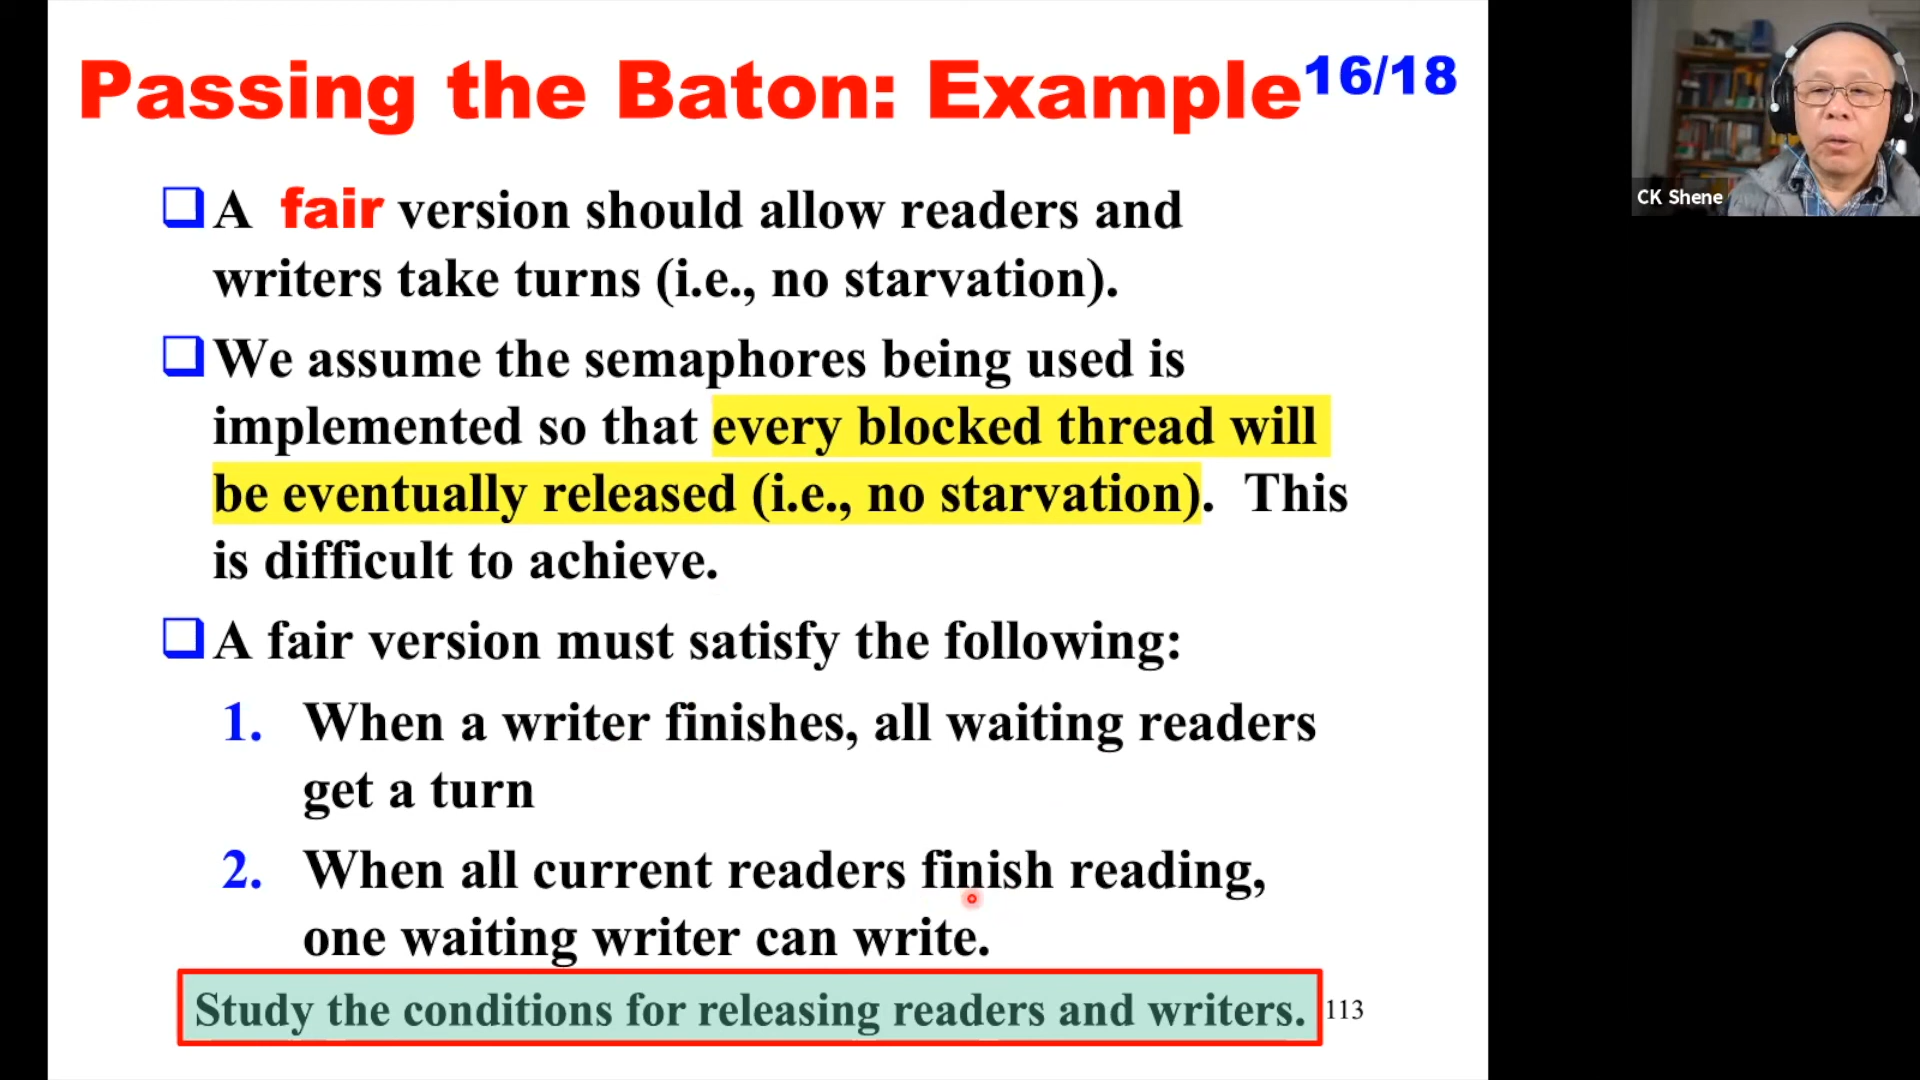 Passing the Baton: Example 16/18
❑ A fair version should allow readers and
writers take turns (i.e., no starvation).
❑ We assume the semaphores being used is
implemented so that every blocked thread will
be eventually released (i.e., no starvation). This
is difficult to achieve.
❑ A fair version must satisfy the following:
1. When a writer finishes, all waiting readers
get a turn
2. When all current readers finish reading,
one waiting writer can write.
Study the conditions for releasing readers and writers.
113
CK Shene